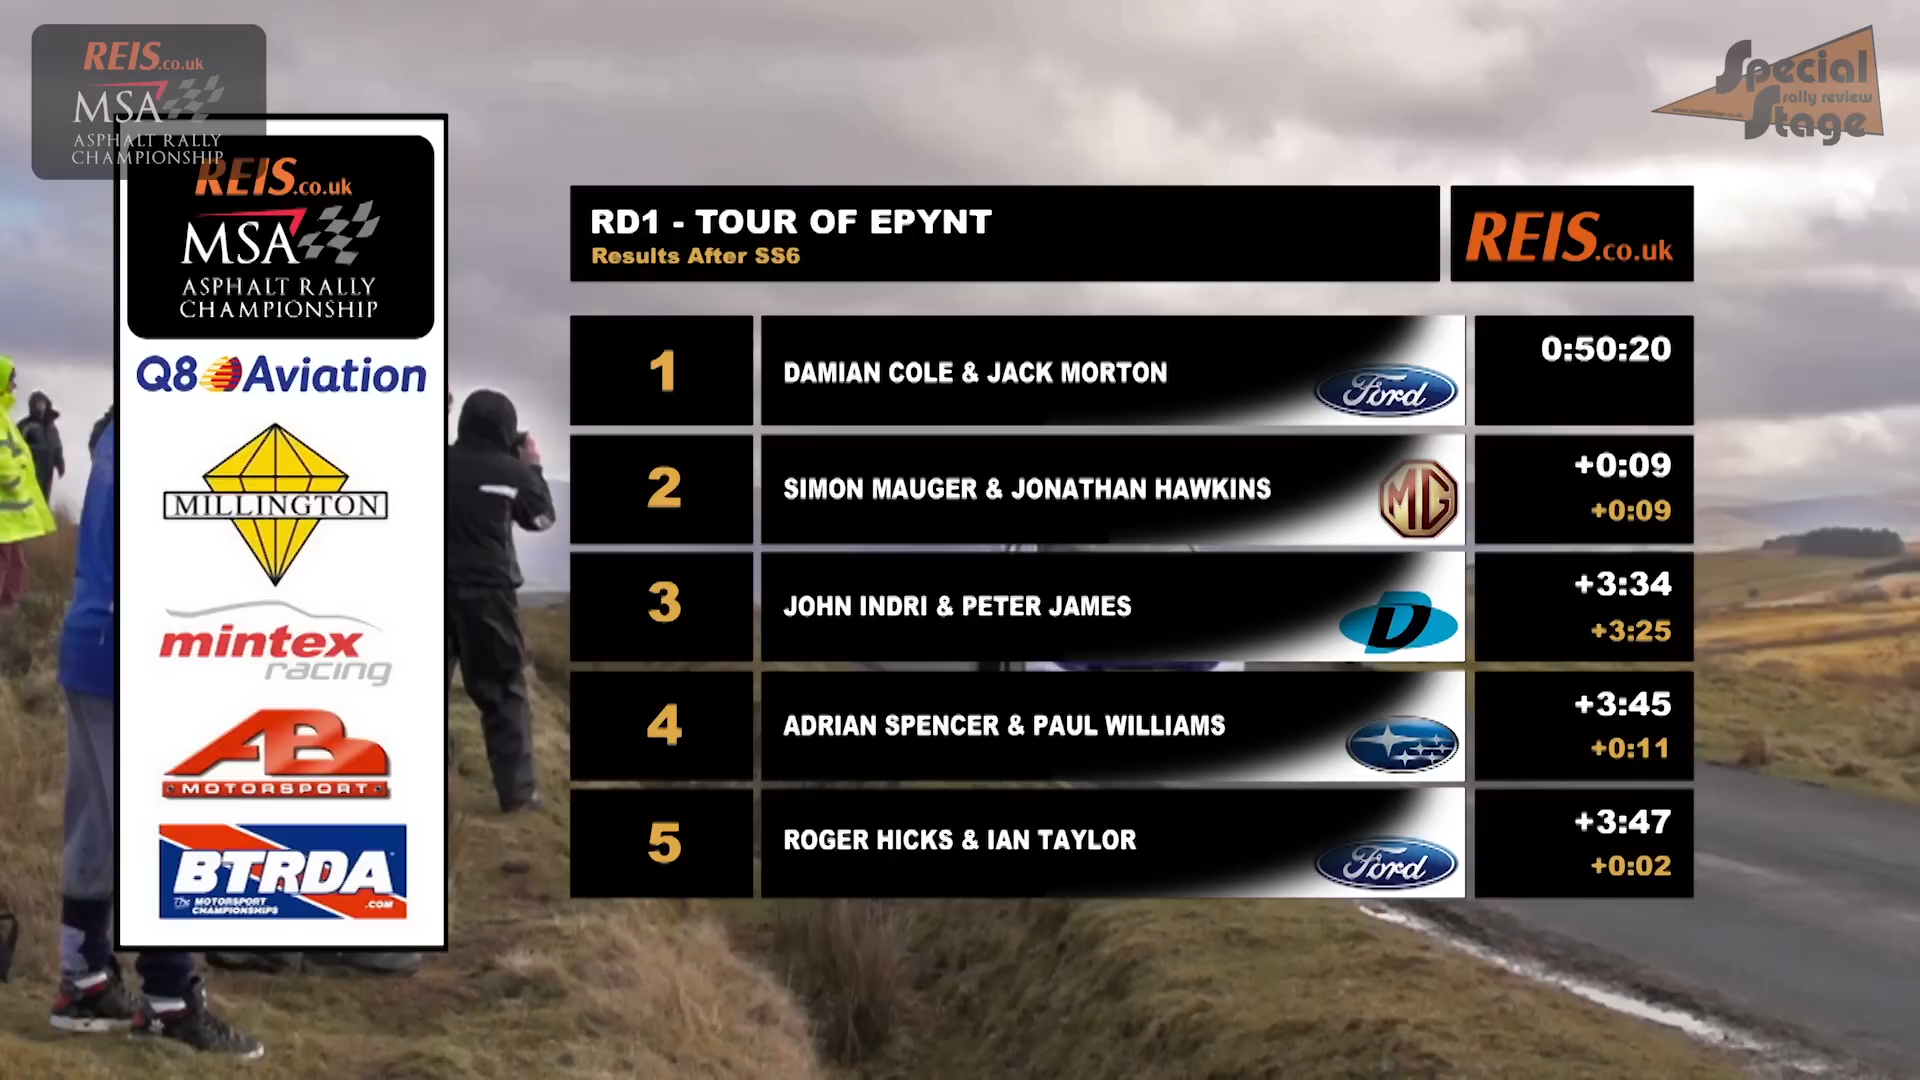 REIS.co.uk
MSA
ASPHALT RALLY
CHAMPIONSHIP
Special
rally review
Stage
REIS.co.uk
MSA
ASPHALT RALLY
CHAMPIONSHIP
Q8 Aviation
MILLINGTON
mintex
racing
AB
MOTORSPORT
BTRDA
The MOTORSPORT
CHAMPIONSHIPS
.COM
RD1 - TOUR OF EPYNT
Results After SS6
REIS.co.uk
1
DAMIAN COLE & JACK MORTON
Ford
0:50:20
2
SIMON MAUGER & JONATHAN HAWKINS
MG
+0:09
+0:09
3
JOHN INDRI & PETER JAMES
D
+3:34
+3:25
4
ADRIAN SPENCER & PAUL WILLIAMS
+3:45
+0:11
5
ROGER HICKS & IAN TAYLOR
Ford
+3:47
+0:02